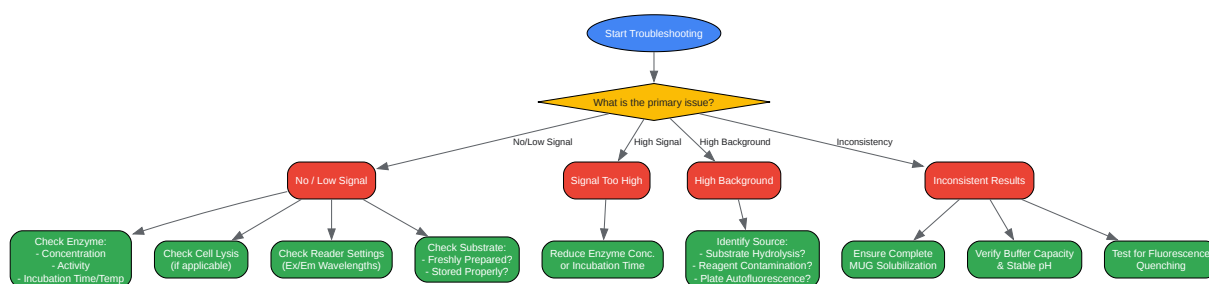 Start Troubleshooting
What is the primary issue?
No/Low Signal
High Signal
High Background
Inconsistency
No / Low Signal
Signal Too High
High Background
Inconsistent Results
Check Enzyme:
- Concentration
- Activity
- Incubation Time/Temp
Check Cell Lysis
(if applicable)
Check Reader Settings
(Ex/Em Wavelengths)
Check Substrate:
- Freshly Prepared?
- Stored Properly?
Reduce Enzyme Conc.
or Incubation Time
Identify Source:
- Substrate Hydrolysis?
- Reagent Contamination?
- Plate Autofluorescence?
Ensure Complete
MUG Solubilization
Verify Buffer Capacity
& Stable pH
Test for Fluorescence
Quenching